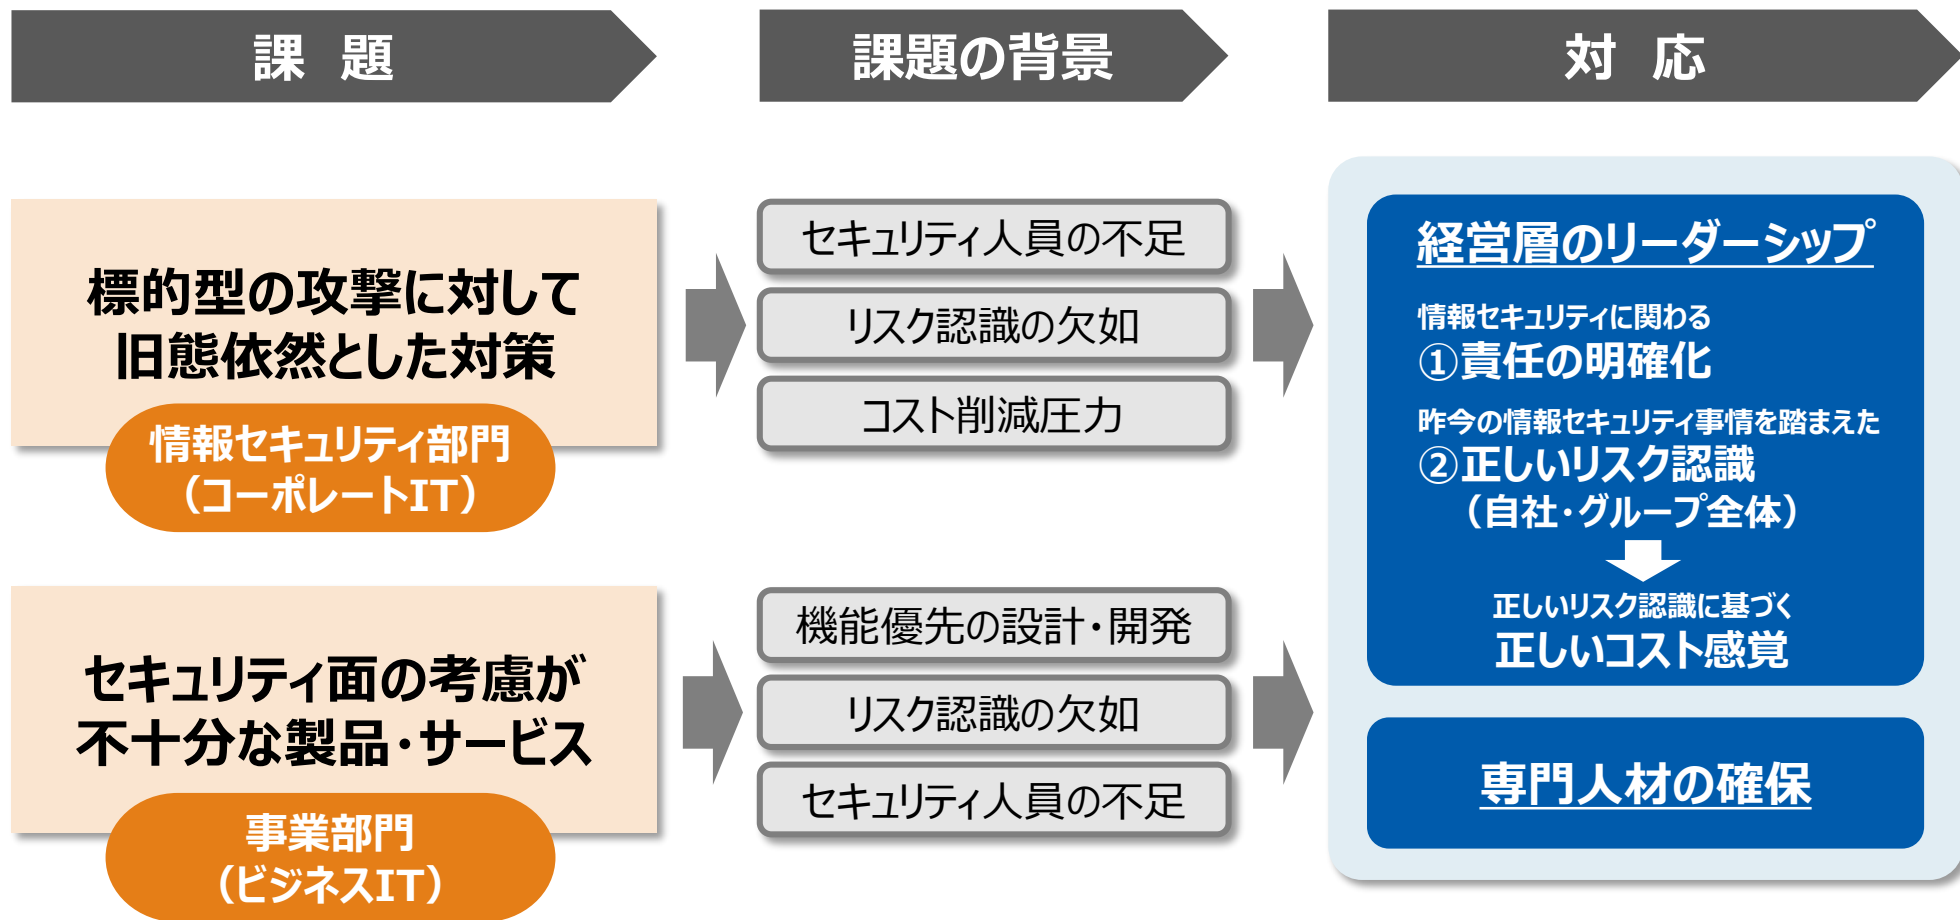 課 題
課題の背景
対 応
標的型の攻撃に対して
旧態依然とした対策
情報セキュリティ部門
（コーポレートIT）
セキュリティ人員の不足
リスク認識の欠如
コスト削減圧力
セキュリティ面の考慮が
不十分な製品・サービス
事業部門
（ビジネスIT）
機能優先の設計・開発
リスク認識の欠如
セキュリティ人員の不足
経営層のリーダーシップ
情報セキュリティに関わる
①責任の明確化
昨今の情報セキュリティ事情を踏まえた
②正しいリスク認識
（自社・グループ全体）
正しいリスク認識に基づく
正しいコスト感覚
専門人材の確保